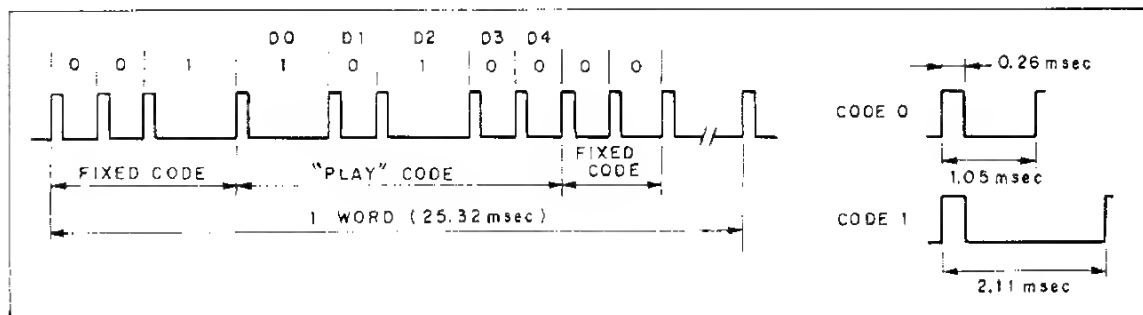 D0 D1 D2 D3 D4
0 0 1 1 0 1 0 0 0 0
FIXED CODE "PLAY" CODE FIXED CODE
1 WORD (25.32 msec)
0.26 msec
CODE 0
1.05 msec
CODE 1
2.11 msec